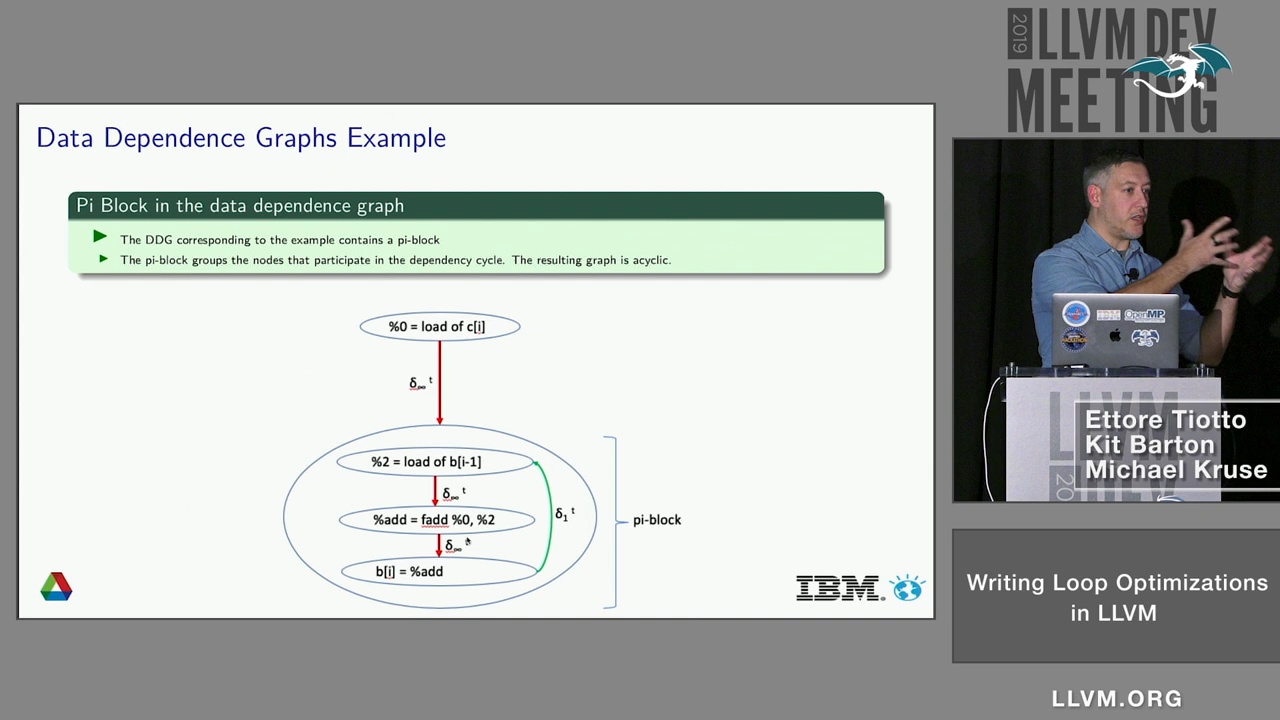 2019 LLVM DEV
MEETING
Data Dependence Graphs Example
Pi Block in the data dependence graph
The DDG corresponding to the example contains a pi-block
The pi-block groups the nodes that participate in the dependency cycle. The resulting graph is acyclic.
%0 = load of c[i]
δ∞ t
%2 = load of b[i-1]
δ∞ t
%add = fadd %0, %2
δ1 t
pi-block
δ∞ t
b[i] = %add
IBM
IBM
OpenMP
Ettore Tiotto
Kit Barton
Michael Kruse
Writing Loop Optimizations
in LLVM
LLVM.ORG